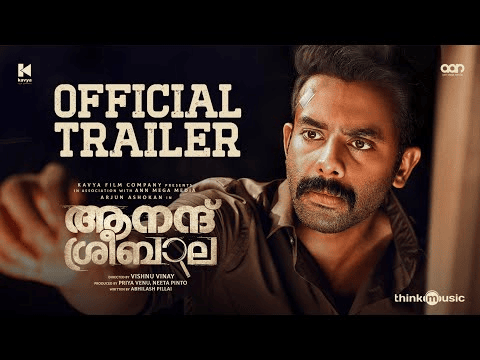 kavya
aan
OFFICIAL
TRAILER
KAVYA FILM COMPANY PRESENTS
IN ASSOCIATION WITH ANN MEGA MEDIA
ARJUN ASHOKAN IN
ആനന്ദ്
ശ്രീബാല
DIRECTED BY VISHNU VINAY
PRODUCED BY PRIYA VENU, NEETA PINTO
WRITTEN BY ABHILASH PILLAI
think music